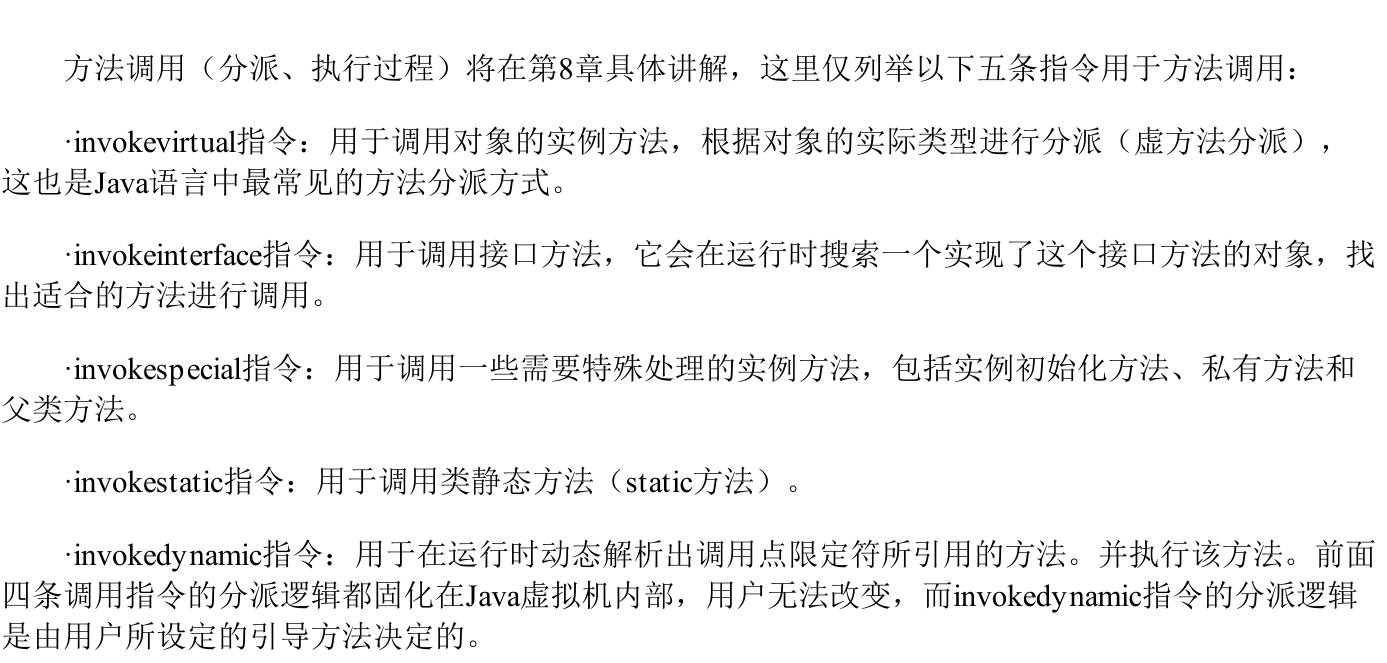 方法调用（分派、执行过程）将在第8章具体讲解，这里仅列举以下五条指令用于方法调用：
·invokevirtual指令：用于调用对象的实例方法，根据对象的实际类型进行分派（虚方法分派），
这也是Java语言中最常见的方法分派方式。
·invokeinterface指令：用于调用接口方法，它会在运行时搜索一个实现了这个接口方法的对象，找
出适合的方法进行调用。
·invokespecial指令：用于调用一些需要特殊处理的实例方法，包括实例初始化方法、私有方法和
父类方法。
·invokestatic指令：用于调用类静态方法（static方法）。
·invokedynamic指令：用于在运行时动态解析出调用点限定符所引用的方法。并执行该方法。前面
四条调用指令的分派逻辑都固化在Java虚拟机内部，用户无法改变，而invokedynamic指令的分派逻辑
是由用户所设定的引导方法决定的。